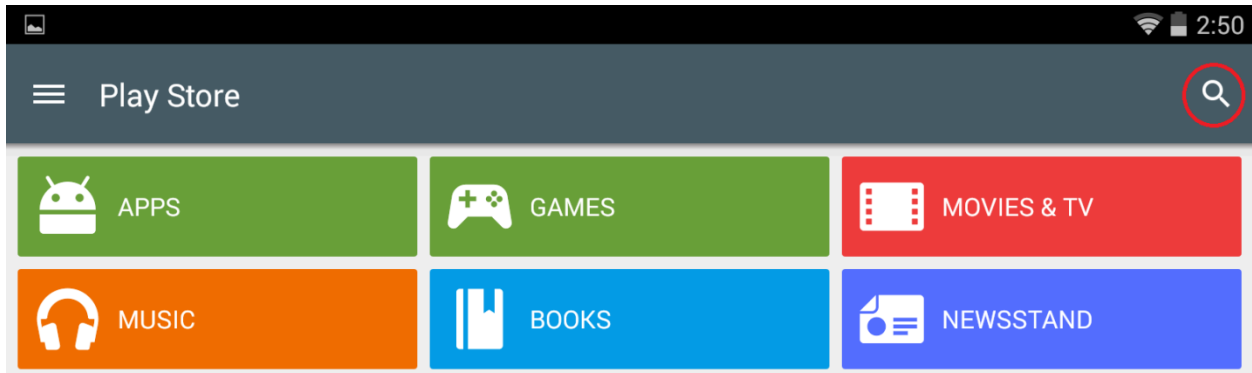 2:50
Play Store
APPS
GAMES
MOVIES & TV
MUSIC
BOOKS
NEWSSTAND